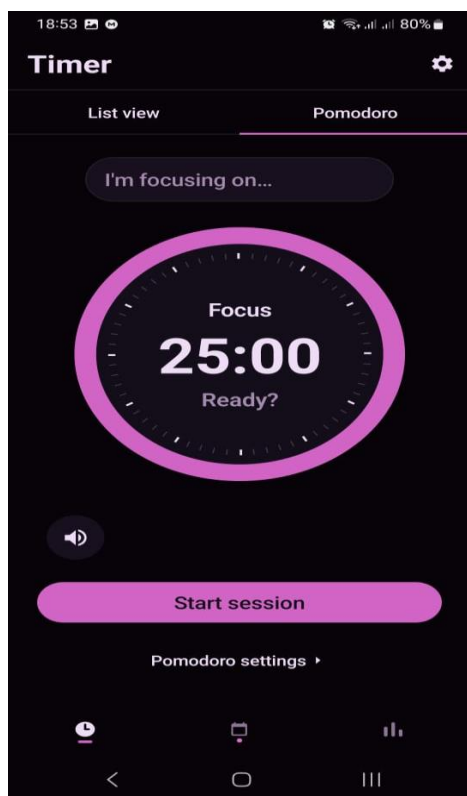 18:53 80%
Timer
List view Pomodoro
I'm focusing on...
Focus
25:00
Ready?
Start session
Pomodoro settings